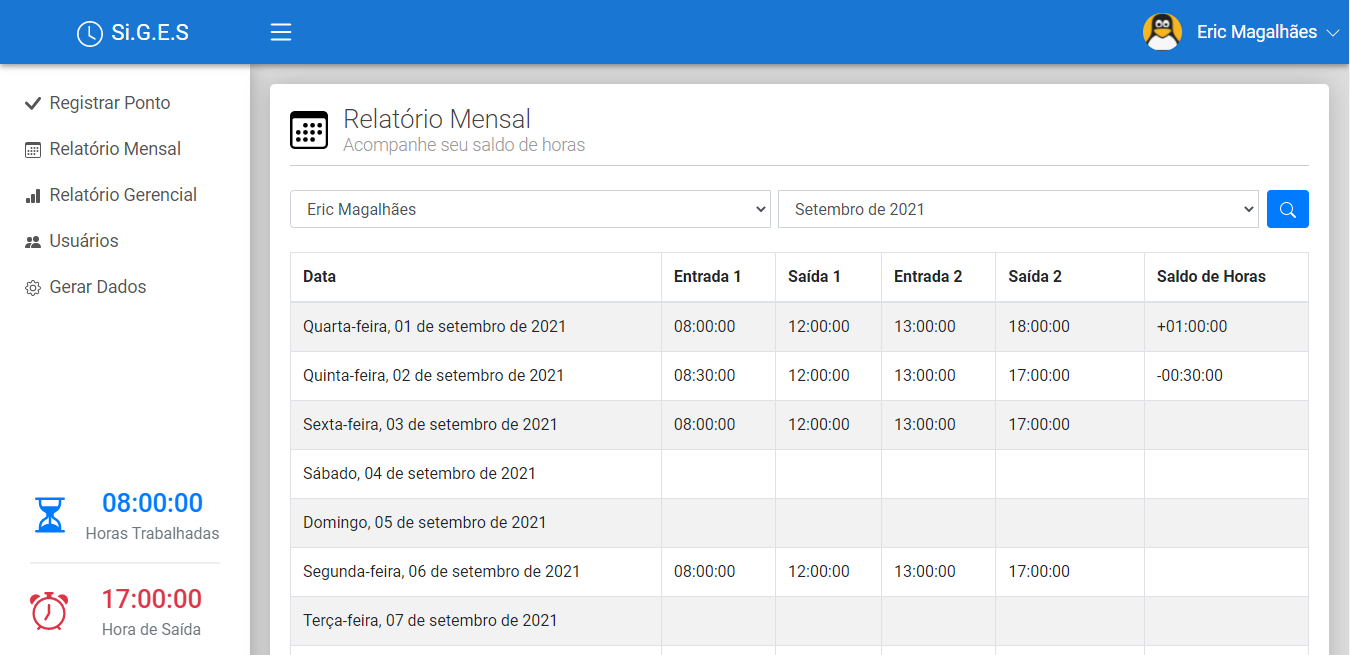 Si.G.E.S
Eric Magalhães
Registrar Ponto
Relatório Mensal
Relatório Gerencial
Usuários
Gerar Dados
08:00:00
Horas Trabalhadas
17:00:00
Hora de Saída
Relatório Mensal
Acompanhe seu saldo de horas
Eric Magalhães Setembro de 2021
Data Entrada 1 Saída 1 Entrada 2 Saída 2 Saldo de Horas
Quarta-feira, 01 de setembro de 2021 08:00:00 12:00:00 13:00:00 18:00:00 +01:00:00
Quinta-feira, 02 de setembro de 2021 08:30:00 12:00:00 13:00:00 17:00:00 -00:30:00
Sexta-feira, 03 de setembro de 2021 08:00:00 12:00:00 13:00:00 17:00:00
Sábado, 04 de setembro de 2021
Domingo, 05 de setembro de 2021
Segunda-feira, 06 de setembro de 2021 08:00:00 12:00:00 13:00:00 17:00:00
Terça-feira, 07 de setembro de 2021